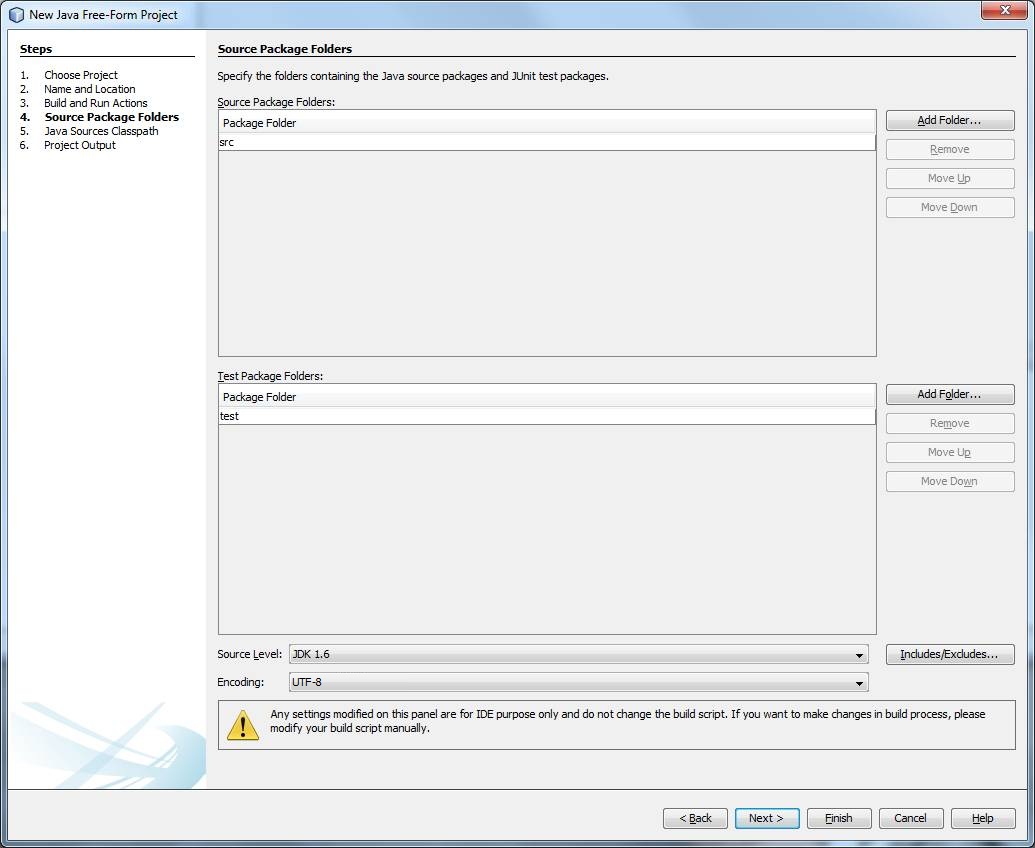 New Java Free-Form Project
Steps
1. Choose Project
2. Name and Location
3. Build and Run Actions
4. Source Package Folders
5. Java Sources Classpath
6. Project Output
Source Package Folders
Specify the folders containing the Java source packages and JUnit test packages.
Source Package Folders:
Package Folder
src
Add Folder...
Remove
Move Up
Move Down
Test Package Folders:
Package Folder
test
Add Folder...
Remove
Move Up
Move Down
Source Level: JDK 1.6 Includes/Excludes...
Encoding: UTF-8
Any settings modified on this panel are for IDE purpose only and do not change the build script. If you want to make changes in build process, please
modify your build script manually.
< Back Next > Finish Cancel Help